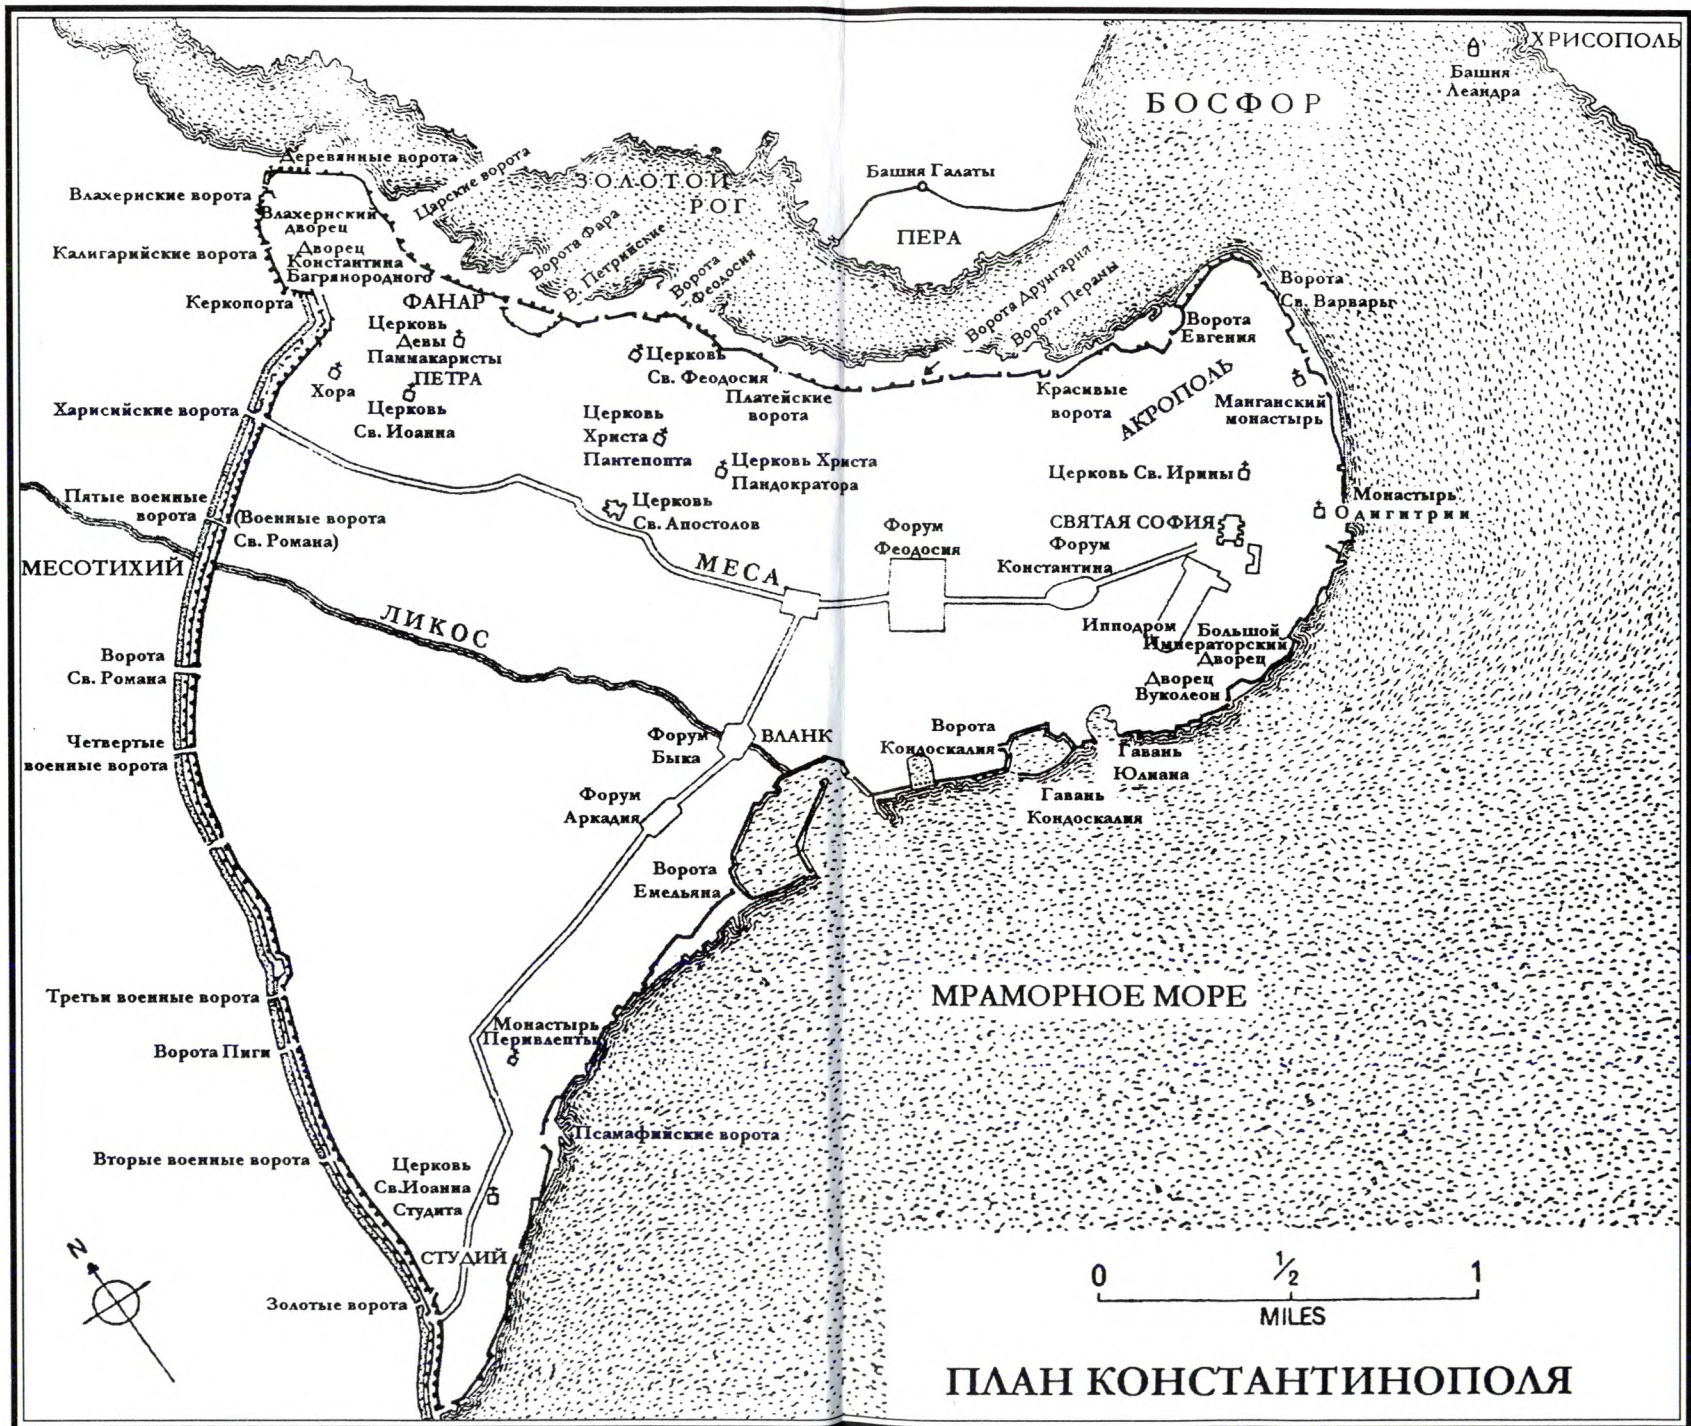 ХРИСОПОЛЬ
Башня
Леандра
БОСФОР
Деревянные ворота
Царские ворота
ЗОЛОТОЙ
РОГ
Башня Галаты
ПЕРА
Влахернские ворота
Влахернский
дворец
Калигарийские ворота
Дворец
Константина
Багрянородного
Керкопорта
ФАНАР
Ворота Фара
В. Петрийские
Ворота
Феодосия
Ворота Друнгария
Ворота Перамы
Ворота
Св. Варвары
Ворота
Евгения
Церковь
Девы
Паммакаристы
ПЕТРА
Хора
Церковь
Св. Иоанна
Харисийские ворота
Церковь
Св. Феодосия
Платейские
ворота
Красивые
ворота
АКРОПОЛЬ
Манганский
монастырь
Церковь
Христа
Пантепопта
Церковь Христа
Пандократора
Церковь Св. Ирины
Монастырь
дигитрии
Пятые военные
ворота
(Военные ворота
Св. Романа)
Церковь
Св. Апостолов
Форум
Феодосия
СВЯТАЯ СОФИЯ
Форум
Константина
МЕСОТИХИЙ
МЕСА
ЛИКОС
Ипподром
Большой
Императорский
Дворец
Дворец
Вуколеон
Ворота
Св. Романа
Четвертые
военные ворота
Форум
Быка
ВЛАНК
Ворота
Кондоскалия
Гавань
Юлиана
Гавань
Кондоскалия
Форум
Аркадия
Ворота
Емельяна
МРАМОРНОЕ МОРЕ
Третьи военные ворота
Ворота Пиги
Монастырь
Перивлепты
Псамафийские ворота
Вторые военные ворота
Церковь
Св.Иоанна
Студита
СТУДИЙ
Золотые ворота
N
0 1/2 1
MILES
ПЛАН КОНСТАНТИНОПОЛЯ